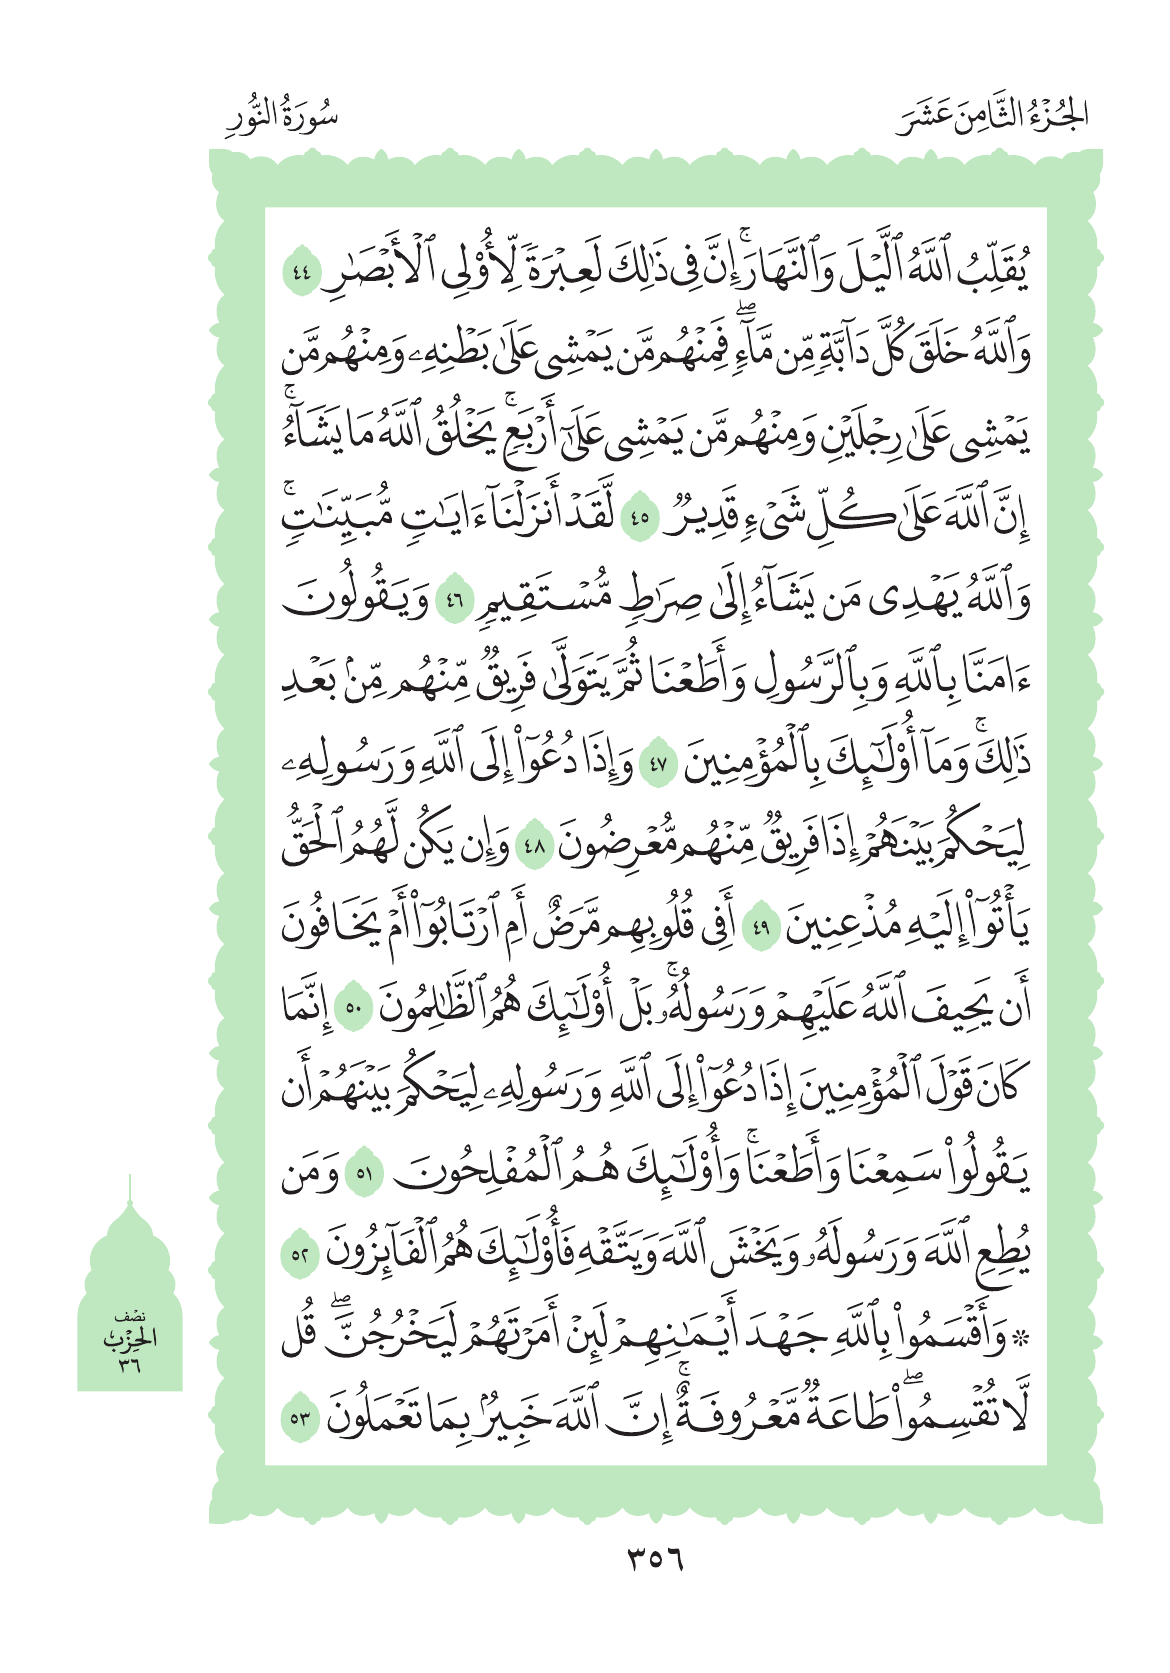 الجُزْءُ الثَّامِنَ عَشَرَ
سُورَةُ النُّورِ
يُقَلِّبُ ٱللَّهُ ٱلَّيْلَ وَٱلنَّهَارَۚ إِنَّ فِى ذَٰلِكَ لَعِبْرَةً لِّأُو۟لِى ٱلْأَبْصَٰرِ ٤٤
وَٱللَّهُ خَلَقَ كُلَّ دَآبَّةٍ مِّن مَّآءٍۖ فَمِنْهُم مَّن يَمْشِى عَلَىٰ بَطْنِهِۦ وَمِنْهُم مَّن
يَمْشِى عَلَىٰ رِجْلَيْنِ وَمِنْهُم مَّن يَمْشِى عَلَىٰٓ أَرْبَعٍۚ يَخْلُقُ ٱللَّهُ مَا يَشَآءُۚ
إِنَّ ٱللَّهَ عَلَىٰ كُلِّ شَىْءٍ قَدِيرٌ ٤٥ لَّقَدْ أَنزَلْنَآ ءَايَٰتٍ مُّبَيِّنَٰتٍۚ
وَٱللَّهُ يَهْدِى مَن يَشَآءُ إِلَىٰ صِرَٰطٍ مُّسْتَقِيمٍ ٤٦ وَيَقُولُونَ
ءَامَنَّا بِٱللَّهِ وَبِٱلرَّسُولِ وَأَطَعْنَا ثُمَّ يَتَوَلَّىٰ فَرِيقٌ مِّنْهُم مِّنۢ بَعْدِ
ذَٰلِكَۚ وَمَآ أُو۟لَٰٓئِكَ بِٱلْمُؤْمِنِينَ ٤٧ وَإِذَا دُعُوٓا۟ إِلَى ٱللَّهِ وَرَسُولِهِۦ
لِيَحْكُمَ بَيْنَهُمْ إِذَا فَرِيقٌ مِّنْهُم مُّعْرِضُونَ ٤٨ وَإِن يَكُن لَّهُمُ ٱلْحَقُّ
يَأْتُوٓا۟ إِلَيْهِ مُذْعِنِينَ ٤٩ أَفِى قُلُوبِهِم مَّرَضٌ أَمِ ٱرْتَابُوٓا۟ أَمْ يَخَافُونَ
أَن يَحِيفَ ٱللَّهُ عَلَيْهِمْ وَرَسُولُهُۥۚ بَلْ أُو۟لَٰٓئِكَ هُمُ ٱلظَّٰلِمُونَ ٥٠ إِنَّمَا
كَانَ قَوْلَ ٱلْمُؤْمِنِينَ إِذَا دُعُوٓا۟ إِلَى ٱللَّهِ وَرَسُولِهِۦ لِيَحْكُمَ بَيْنَهُمْ أَن
يَقُولُوا۟ سَمِعْنَا وَأَطَعْنَاۚ وَأُو۟لَٰٓئِكَ هُمُ ٱلْمُفْلِحُونَ ٥١ وَمَن
يُطِعِ ٱللَّهَ وَرَسُولَهُۥ وَيَخْشَ ٱللَّهَ وَيَتَّقْهِ فَأُو۟لَٰٓئِكَ هُمُ ٱلْفَآئِزُونَ ٥٢
۞ وَأَقْسَمُوا۟ بِٱللَّهِ جَهْدَ أَيْمَٰنِهِمْ لَئِنْ أَمَرْتَهُمْ لَيَخْرُجُنَّۖ قُل
لَّا تُقْسِمُوا۟ۖ طَاعَةٌ مَّعْرُوفَةٌۚ إِنَّ ٱللَّهَ خَبِيرٌۢ بِمَا تَعْمَلُونَ ٥٣
نصْف
الحِزْب
٣٦
٣٥٦